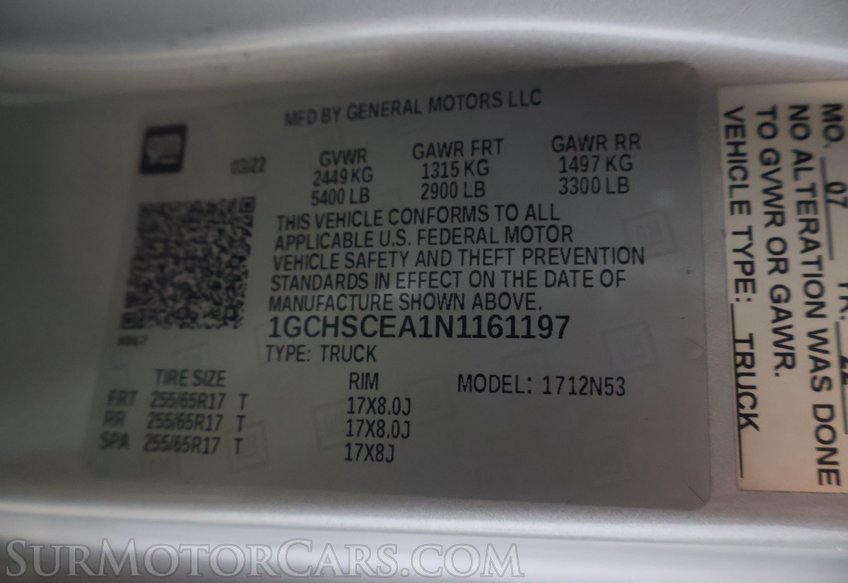 MFD BY GENERAL MOTORS LLC
gm
03/22
GVWR GAWR FRT GAWR RR
2449 KG 1315 KG 1497 KG
5400 LB 2900 LB 3300 LB
THIS VEHICLE CONFORMS TO ALL
APPLICABLE U.S. FEDERAL MOTOR
VEHICLE SAFETY AND THEFT PREVENTION
STANDARDS IN EFFECT ON THE DATE OF
MANUFACTURE SHOWN ABOVE.
1GCHSCEA1N1161197
TYPE: TRUCK
TIRE SIZE RIM MODEL: 1712N53
FRT 255/65R17 T 17X8.0J
RR 255/65R17 T 17X8.0J
SPA 255/65R17 T 17X8J
MO. 07 YR. 22
NO ALTERATION WAS DONE
TO GVWR OR GAWR.
VEHICLE TYPE: TRUCK
SURMOTORCARS.COM